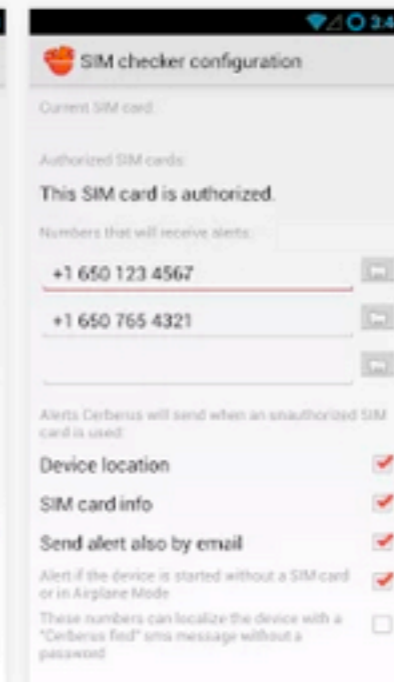 3:4
SIM checker configuration
Current SIM card:
Authorized SIM cards:
This SIM card is authorized.
Numbers that will receive alerts:
+1 650 123 4567
+1 650 765 4321
Alerts Cerberus will send when an unauthorized SIM
card is used:
Device location
SIM card info
Send alert also by email
Alert if the device is started without a SIM card
or in Airplane Mode
These numbers can localize the device with a
"Cerberus find" sms message without a
password